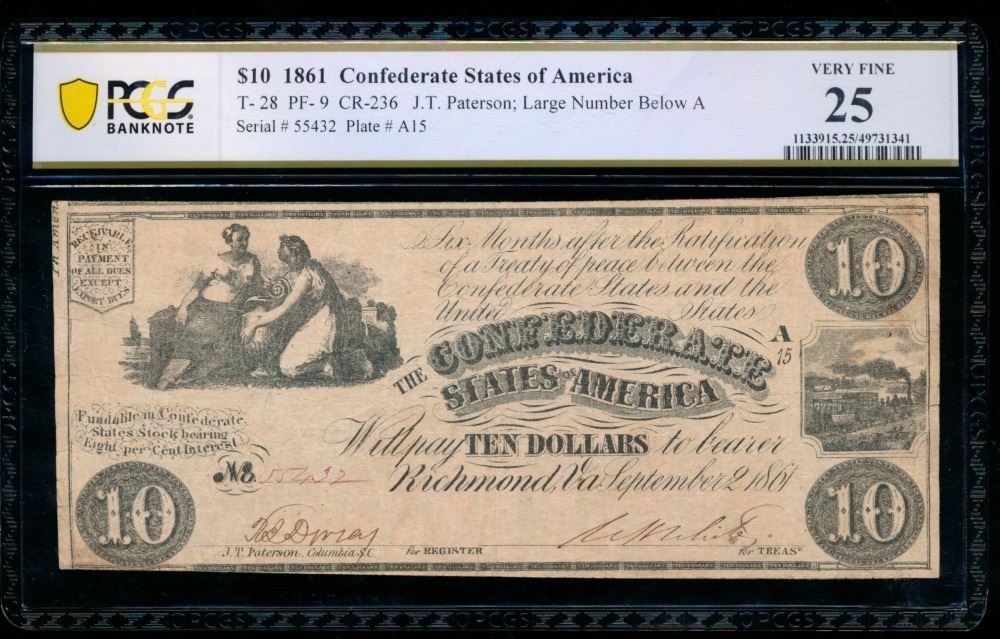 PCGS
BANKNOTE
$10 1861 Confederate States of America
T- 28 PF- 9 CR-236 J.T. Paterson; Large Number Below A
Serial # 55432 Plate # A15
VERY FINE
25
1133915.25/49731341
RECEIVABLE
IN
PAYMENT
OF ALL DUES
EXCEPT
EXPORT DUES
Six Months after the Ratification
of a Treaty of peace between the
Confederate States and the
United States
10
A
15
THE CONFEDERATE
STATES OF AMERICA
Fundable in Confederate
States Stock bearing
Eight per Cent Interest
Will pay TEN DOLLARS to bearer
No. 55432
Richmond, Va September 2 1861
10
10
J. T. Paterson, Columbia S.C.
for REGISTER
for TREASR